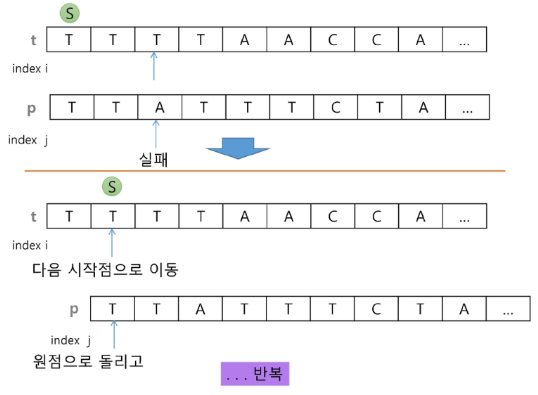 S
t T T T T A A C C A ...
index i
p T T A T T T C T A ...
index j
실패
S
t T T T T A A C C A ...
index i
다음 시작점으로 이동
p T T A T T T C T A ...
index j
원점으로 돌리고
. . . 반복